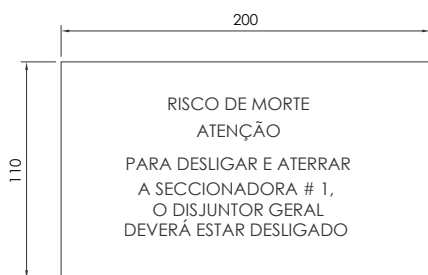 200
110
RISCO DE MORTE
ATENÇÃO
PARA DESLIGAR E ATERRAR
A SECCIONADORA # 1,
O DISJUNTOR GERAL
DEVERÁ ESTAR DESLIGADO